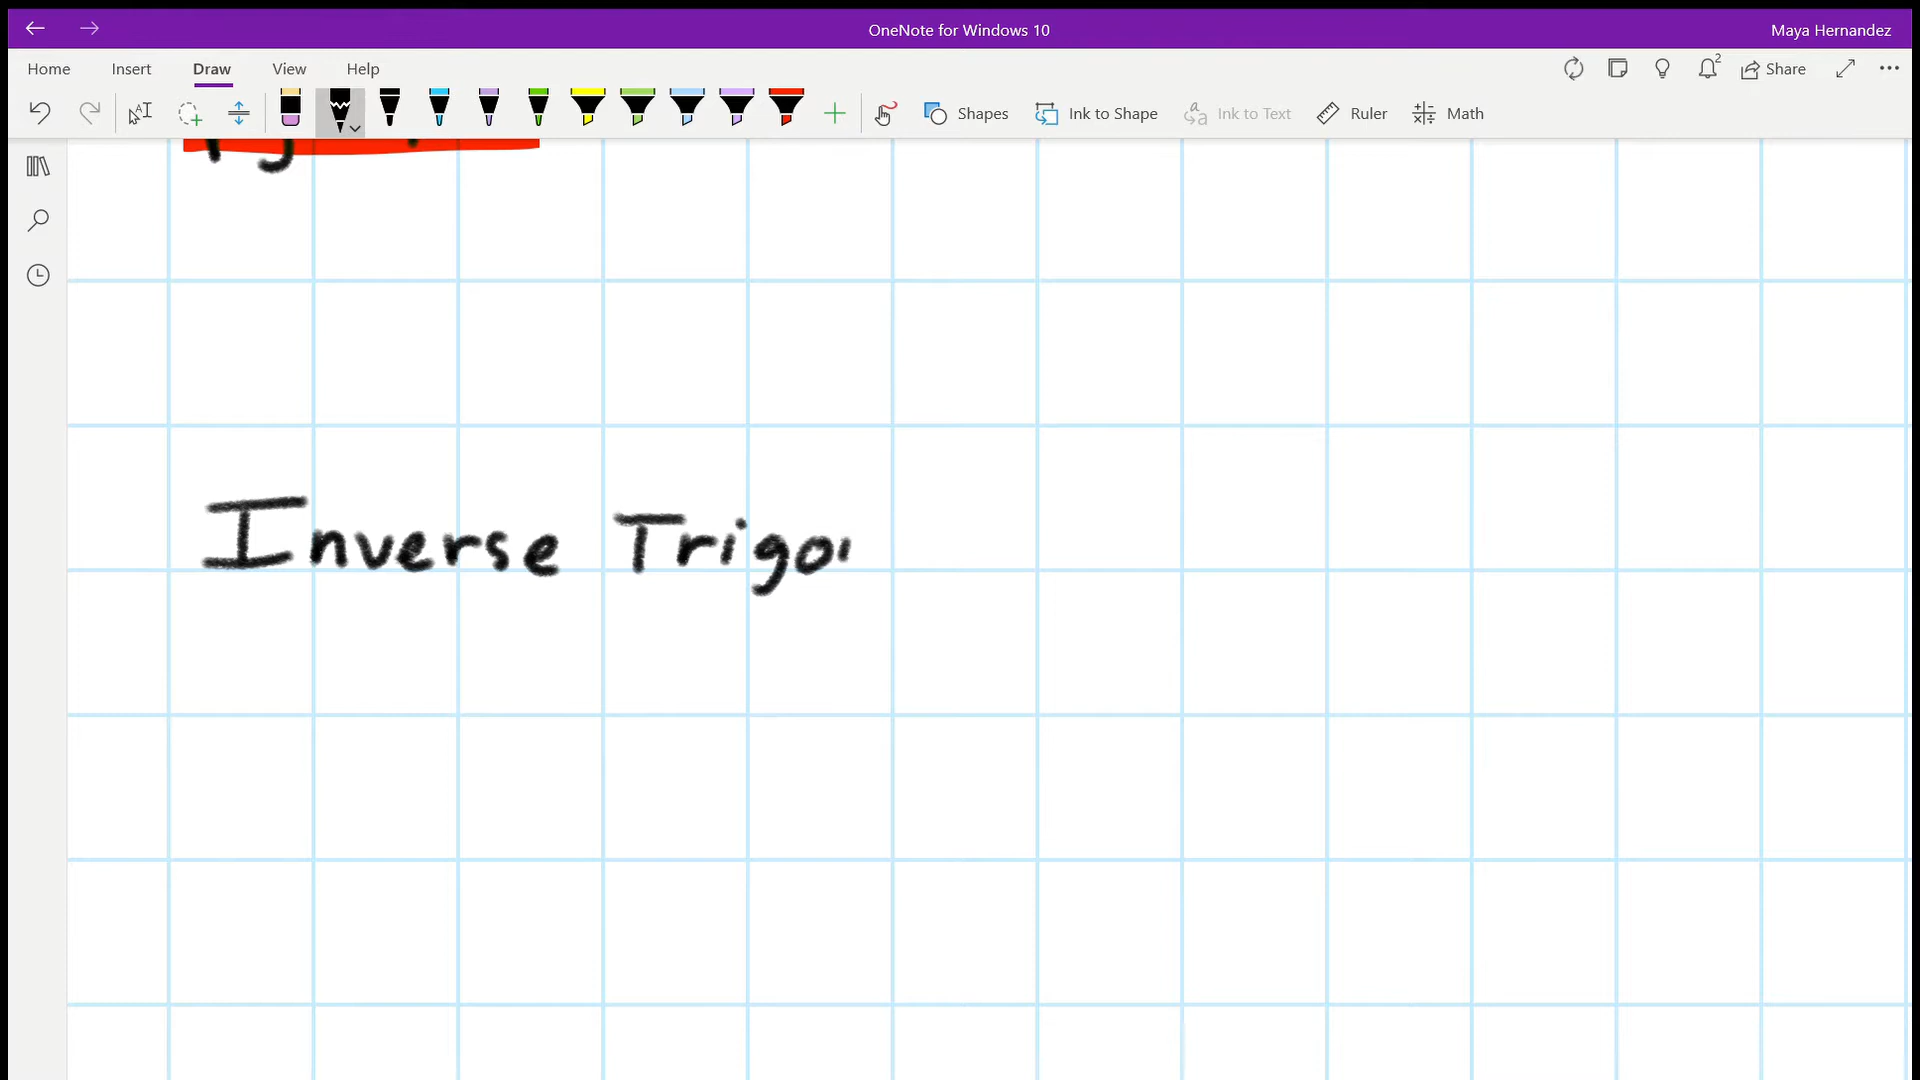 OneNote for Windows 10
Maya Hernandez
Home Insert Draw View Help
2 Share
Shapes Ink to Shape Ink to Text Ruler Math
Inverse Trigo